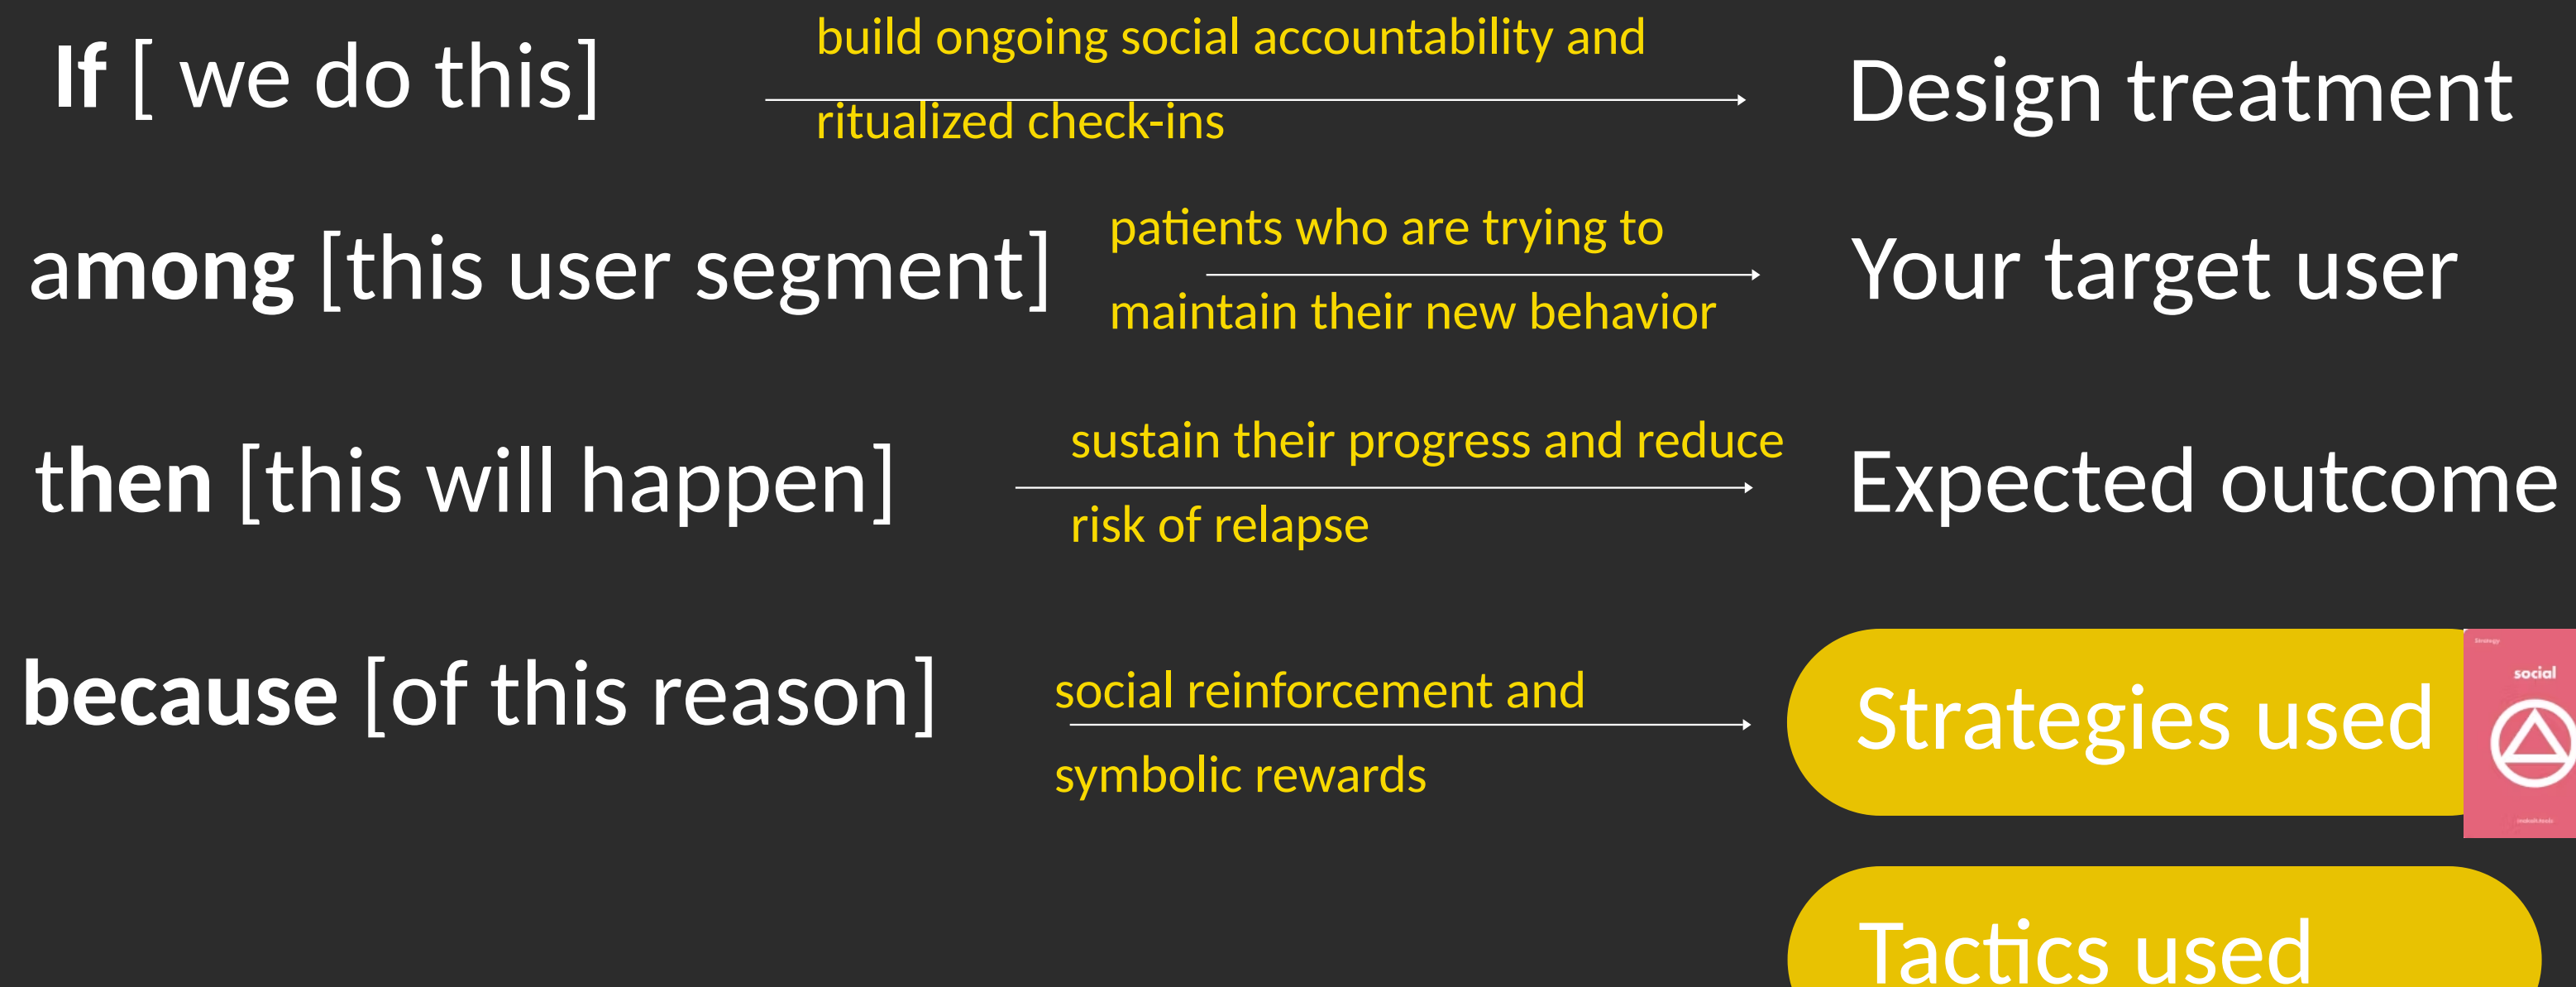 If [ we do this]
build ongoing social accountability and
ritualized check-ins
Design treatment
among [this user segment]
patients who are trying to
maintain their new behavior
Your target user
then [this will happen]
sustain their progress and reduce
risk of relapse
Expected outcome
because [of this reason]
social reinforcement and
symbolic rewards
Strategies used
Strategy
social
Tactics used